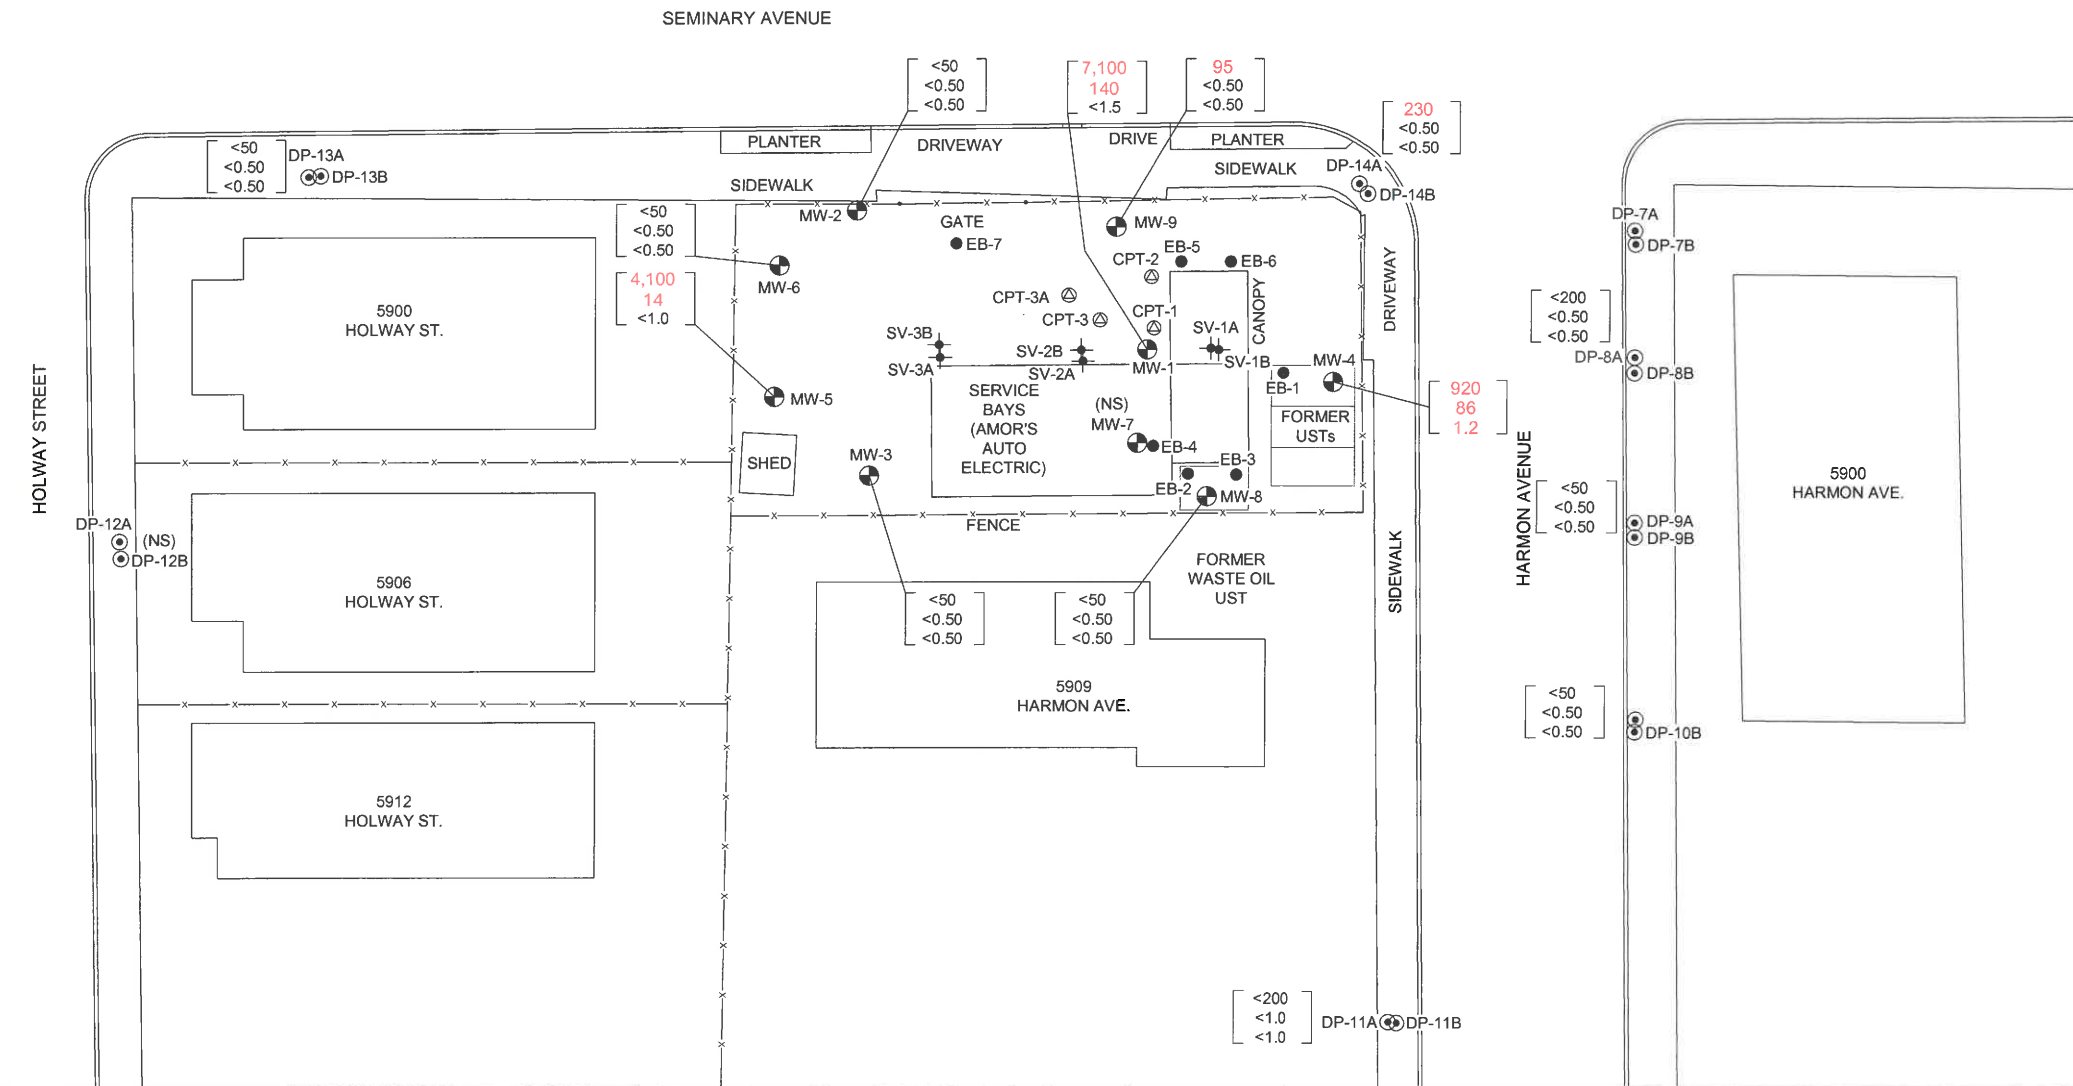 SEMINARY AVENUE
<50
<0.50
<0.50
7,100
140
<1.5
95
<0.50
<0.50
230
<0.50
<0.50
PLANTER
DRIVEWAY
DRIVE
PLANTER
<50
<0.50
<0.50
DP-13A
DP-13B
SIDEWALK
SIDEWALK
DP-14A
DP-14B
<50
<0.50
<0.50
MW-2
GATE
EB-7
MW-9
DP-7A
DP-7B
EB-5
EB-6
CPT-2
MW-6
4,100
14
<1.0
CPT-3A
CPT-3
CPT-1
CANOPY
DRIVEWAY
<200
<0.50
<0.50
5900
HOLWAY ST.
SV-3B
SV-3A
SV-2B
SV-2A
MW-1
SV-1A
SV-1B
MW-4
EB-1
DP-8A
DP-8B
HOLWAY STREET
MW-5
SERVICE
BAYS
(AMOR'S
AUTO
ELECTRIC)
(NS)
MW-7
EB-4
FORMER
USTs
920
86
1.2
SHED
MW-3
EB-3
EB-2
MW-8
HARMON AVENUE
<50
<0.50
<0.50
5900
HARMON AVE.
DP-9A
DP-9B
FENCE
DP-12A
(NS)
DP-12B
SIDEWALK
FORMER
WASTE OIL
UST
5906
HOLWAY ST.
<50
<0.50
<0.50
<50
<0.50
<0.50
5909
HARMON AVE.
<50
<0.50
<0.50
DP-10B
5912
HOLWAY ST.
<200
<1.0
<1.0
DP-11A
DP-11B